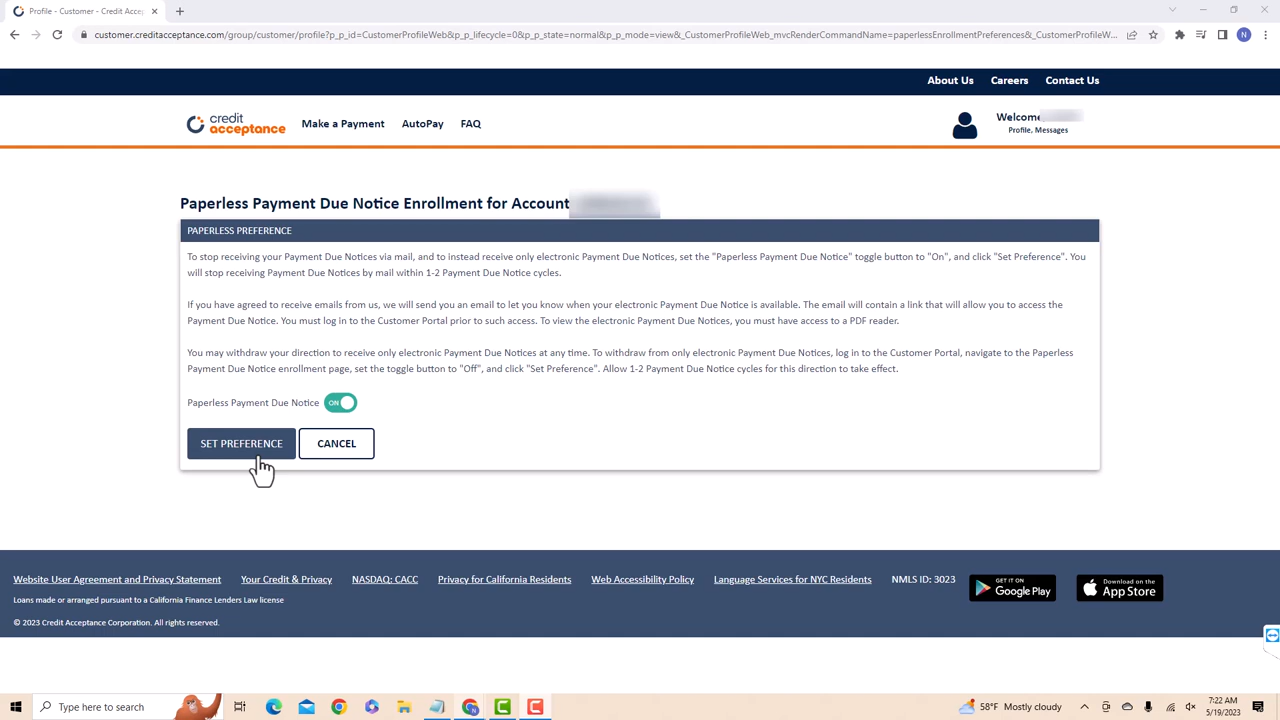 Profile - Customer - Credit Acce
customer.creditacceptance.com/group/customer/profile?p_p_id=CustomerProfileWeb&p_p_lifecycle=0&p_p_state=normal&p_p_mode=view&_CustomerProfileWeb_mvcRenderCommandName=paperlessEnrollmentPreferences&_CustomerProfileW...
N
About Us Careers Contact Us
credit acceptance
Make a Payment AutoPay FAQ
Welcome
Profile, Messages
Paperless Payment Due Notice Enrollment for Account
PAPERLESS PREFERENCE
To stop receiving your Payment Due Notices via mail, and to instead receive only electronic Payment Due Notices, set the "Paperless Payment Due Notice" toggle button to "On", and click "Set Preference". You
will stop receiving Payment Due Notices by mail within 1-2 Payment Due Notice cycles.
If you have agreed to receive emails from us, we will send you an email to let you know when your electronic Payment Due Notice is available. The email will contain a link that will allow you to access the
Payment Due Notice. You must log in to the Customer Portal prior to such access. To view the electronic Payment Due Notices, you must have access to a PDF reader.
You may withdraw your direction to receive only electronic Payment Due Notices at any time. To withdraw from only electronic Payment Due Notices, log in to the Customer Portal, navigate to the Paperless
Payment Due Notice enrollment page, set the toggle button to "Off", and click "Set Preference". Allow 1-2 Payment Due Notice cycles for this direction to take effect.
Paperless Payment Due Notice ON
SET PREFERENCE CANCEL
Website User Agreement and Privacy Statement Your Credit & Privacy NASDAQ: CACC Privacy for California Residents Web Accessibility Policy Language Services for NYC Residents NMLS ID: 3023
GET IT ON Google Play
Download on the App Store
Loans made or arranged pursuant to a California Finance Lenders Law license
© 2023 Credit Acceptance Corporation. All rights reserved.
Type here to search
58°F Mostly cloudy
7:22 AM
5/19/2023